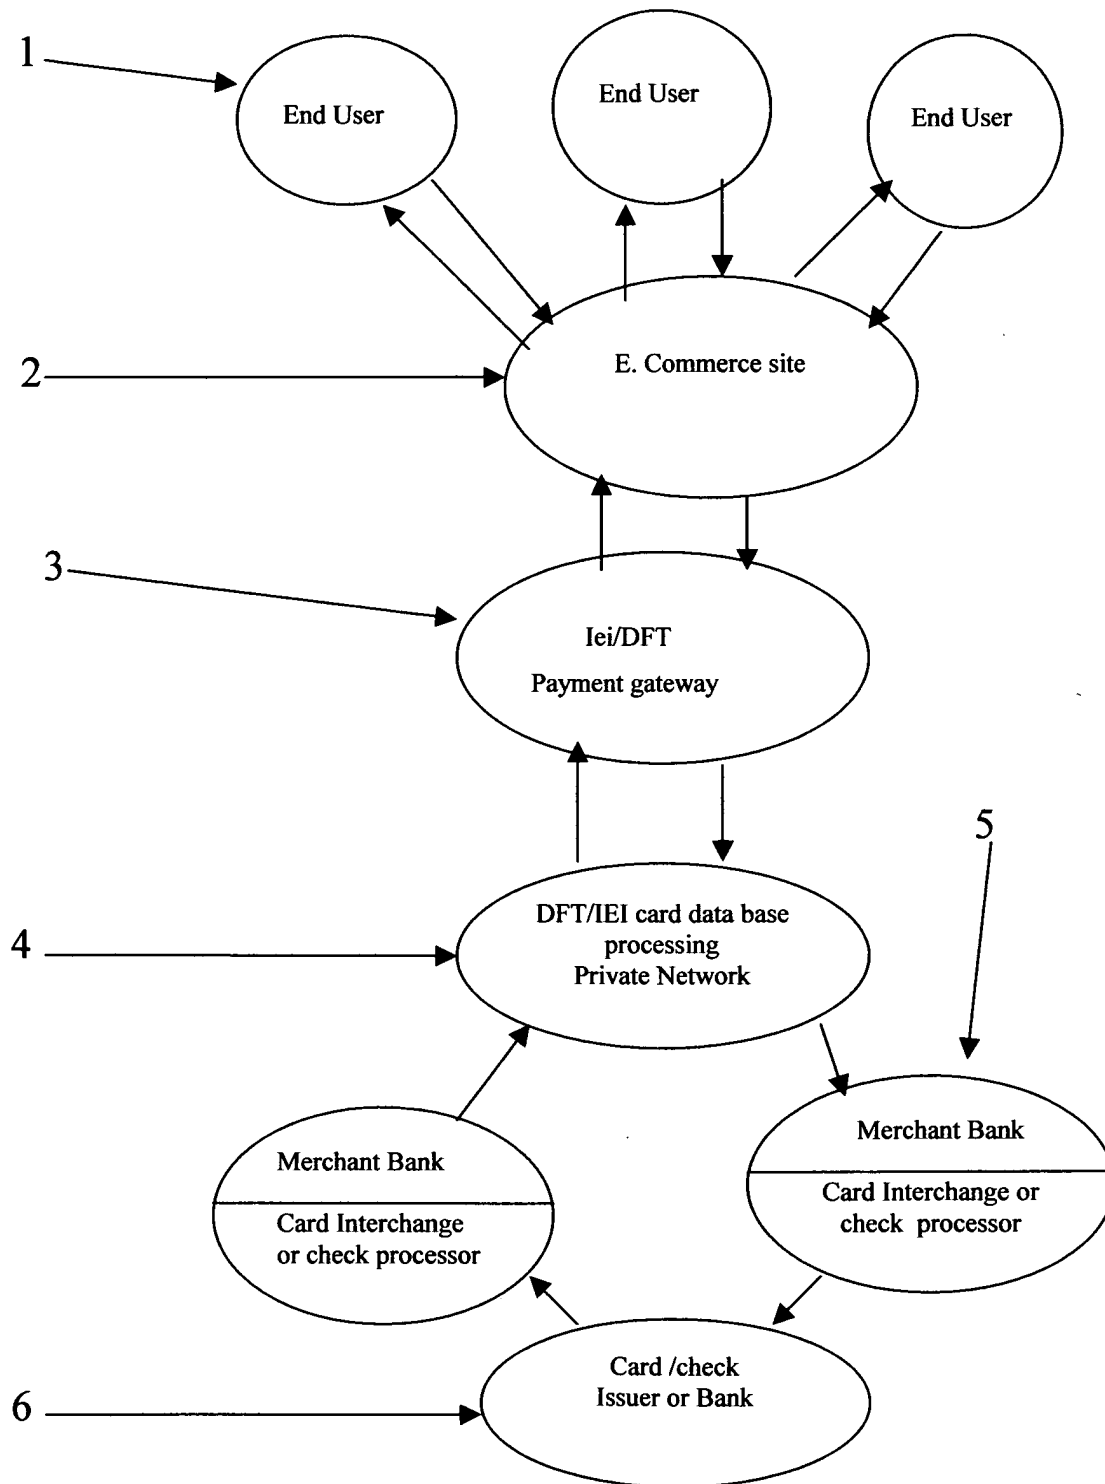 1
End User
End User
End User
2
E. Commerce site
3
Iei/DFT
Payment gateway
5
4
DFT/IEI card data base
processing
Private Network
Merchant Bank
Card Interchange or
check processor
Merchant Bank
Card Interchange
or check processor
6
Card /check
Issuer or Bank